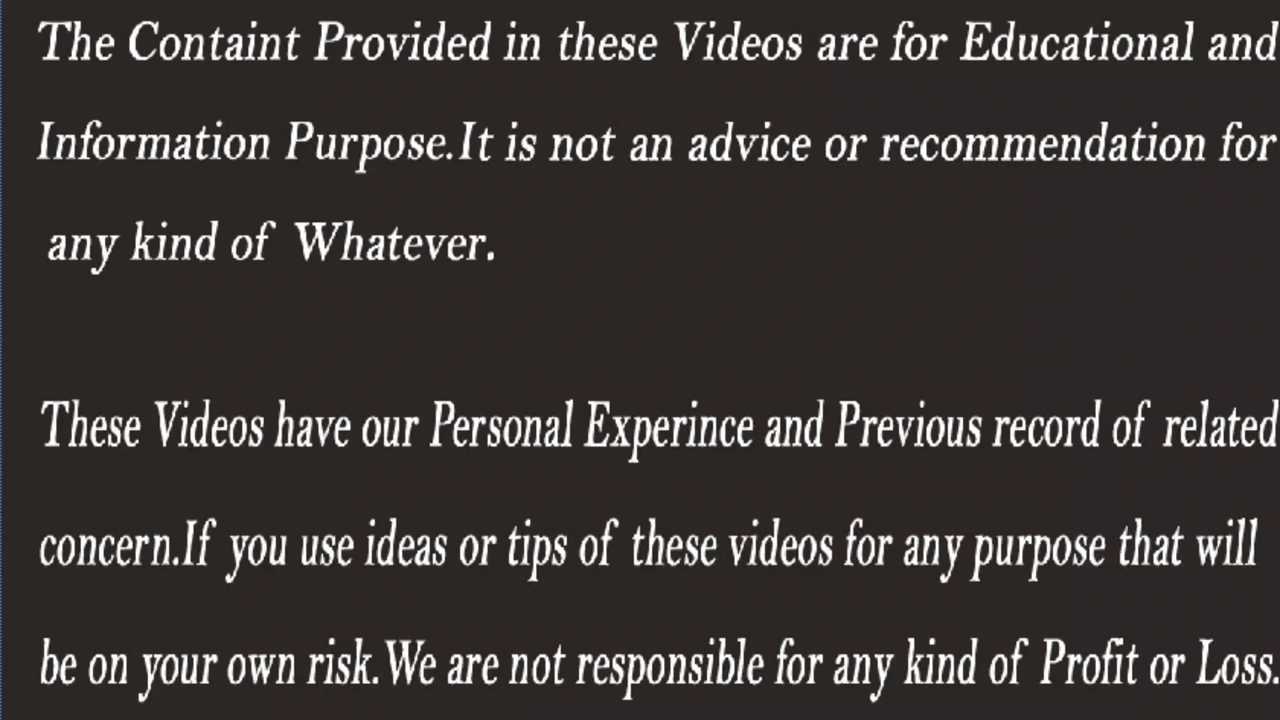 The Containt Provided in these Videos are for Educational and
Information Purpose.It is not an advice or recommendation for
any kind of Whatever.
These Videos have our Personal Experince and Previous record of related
concern.If you use ideas or tips of these videos for any purpose that will
be on your own risk.We are not responsible for any kind of Profit or Loss.